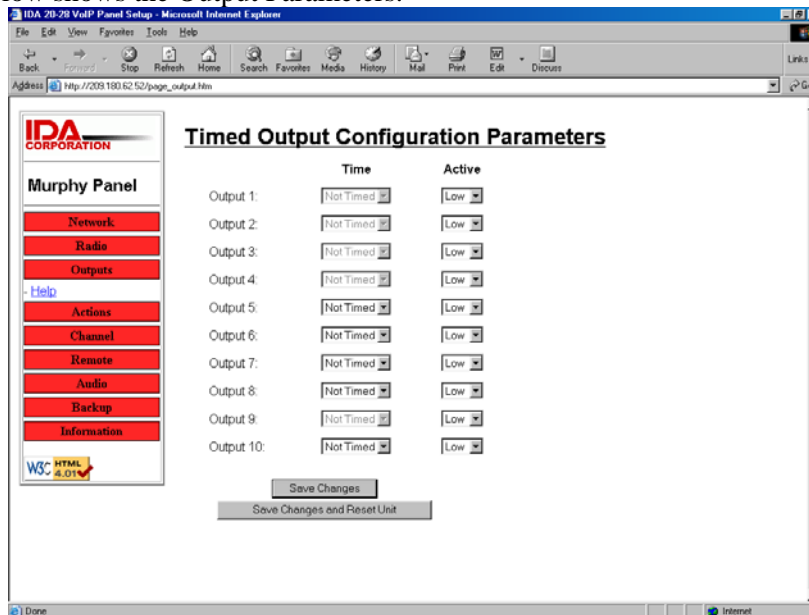 low shows the Output Parameters.
IDA 20-28 VoIP Panel Setup - Microsoft Internet Explorer
File Edit View Favorites Tools Help
Back Forward Stop Refresh Home Search Favorites Media History Mail Print Edit Discuss Links
Address http://209.180.62.52/page_output.htm
IDA
CORPORATION
Murphy Panel
Network
Radio
Outputs
- Help
Actions
Channel
Remote
Audio
Backup
Information
W3C HTML
4.01
Timed Output Configuration Parameters
Time Active
Output 1: Not Timed Low
Output 2: Not Timed Low
Output 3: Not Timed Low
Output 4: Not Timed Low
Output 5: Not Timed Low
Output 6: Not Timed Low
Output 7: Not Timed Low
Output 8: Not Timed Low
Output 9: Not Timed Low
Output 10: Not Timed Low
Save Changes
Save Changes and Reset Unit
Done Internet